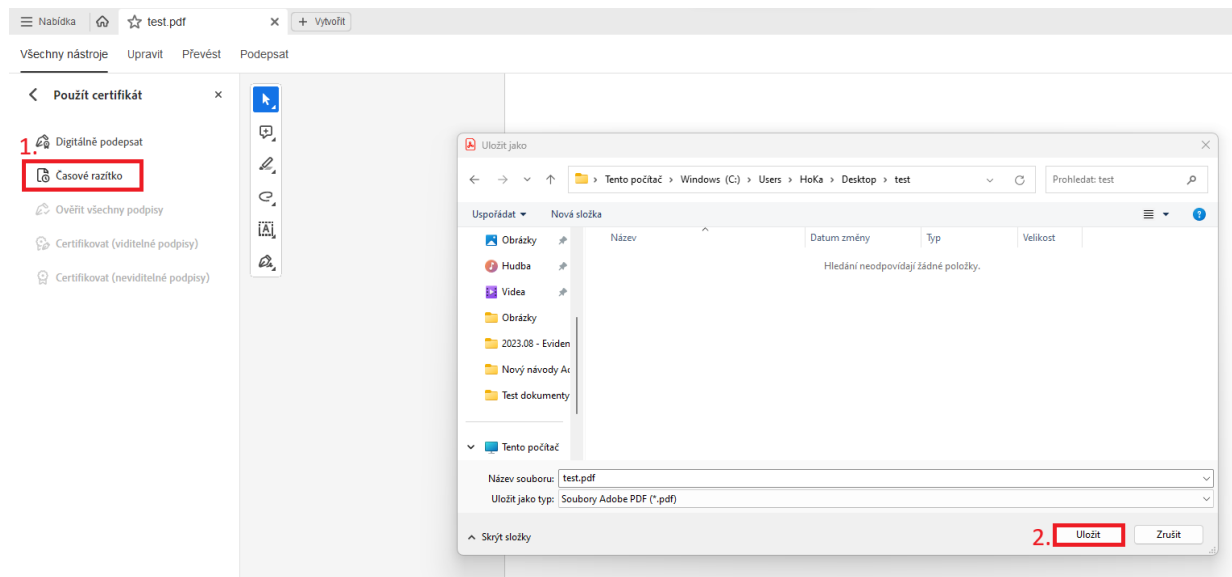 Nabídka
test.pdf
Vytvořit
Všechny nástroje Upravit Převést Podepsat
Použít certifikát
1.
Digitálně podepsat
Časové razítko
Ověřit všechny podpisy
Certifikovat (viditelné podpisy)
Certifikovat (neviditelné podpisy)
Uložit jako
Tento počítač › Windows (C:) › Users › HoKa › Desktop › test
Prohledat: test
Uspořádat Nová složka
Název Datum změny Typ Velikost
Hledání neodpovídají žádné položky.
Obrázky
Hudba
Videa
Obrázky
2023.08 - Eviden
Nový návody Ac
Test dokumenty
Tento počítač
Název souboru: test.pdf
Uložit jako typ: Soubory Adobe PDF (*.pdf)
Skrýt složky
2. Uložit Zrušit